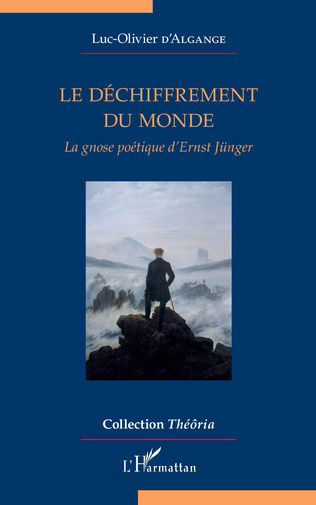 Luc-Olivier D'ALGANGE
LE DÉCHIFFREMENT
DU MONDE
La gnose poétique d'Ernst Jünger
Collection Théôria
L'Harmattan